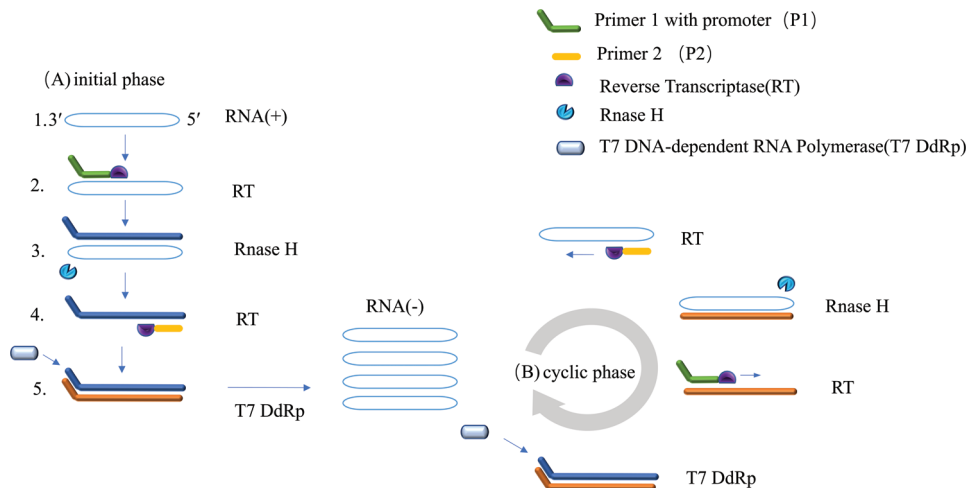 Primer 1 with promoter（P1）
Primer 2 （P2）
Reverse Transcriptase(RT)
Rnase H
T7 DNA-dependent RNA Polymerase(T7 DdRp)
（A) initial phase
1.3′ 5′ RNA(+)
2. RT
3. Rnase H
4. RT
5.
T7 DdRp
RNA(-)
（B) cyclic phase
RT
Rnase H
RT
T7 DdRp